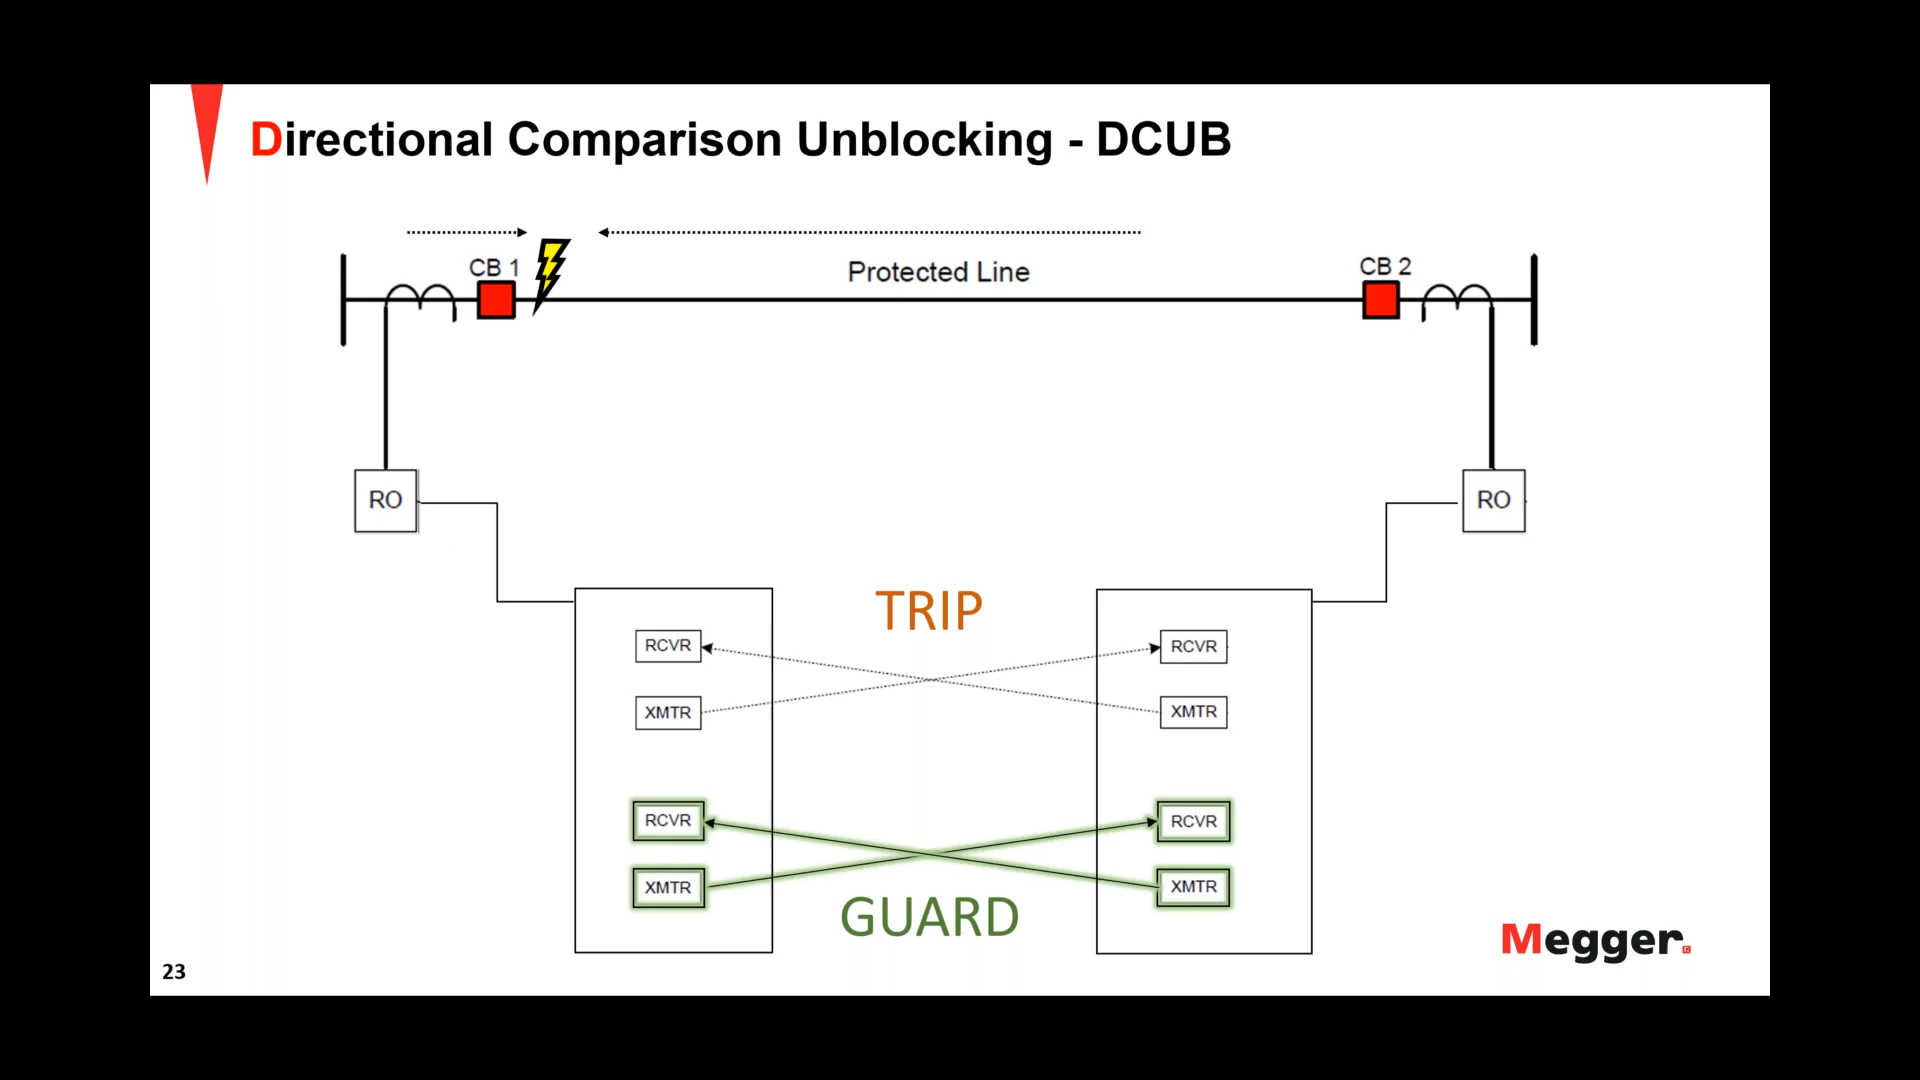 Directional Comparison Unblocking - DCUB
CB 1
Protected Line
CB 2
RO
RO
TRIP
RCVR
RCVR
XMTR
XMTR
RCVR
RCVR
XMTR
XMTR
GUARD
Megger.
23